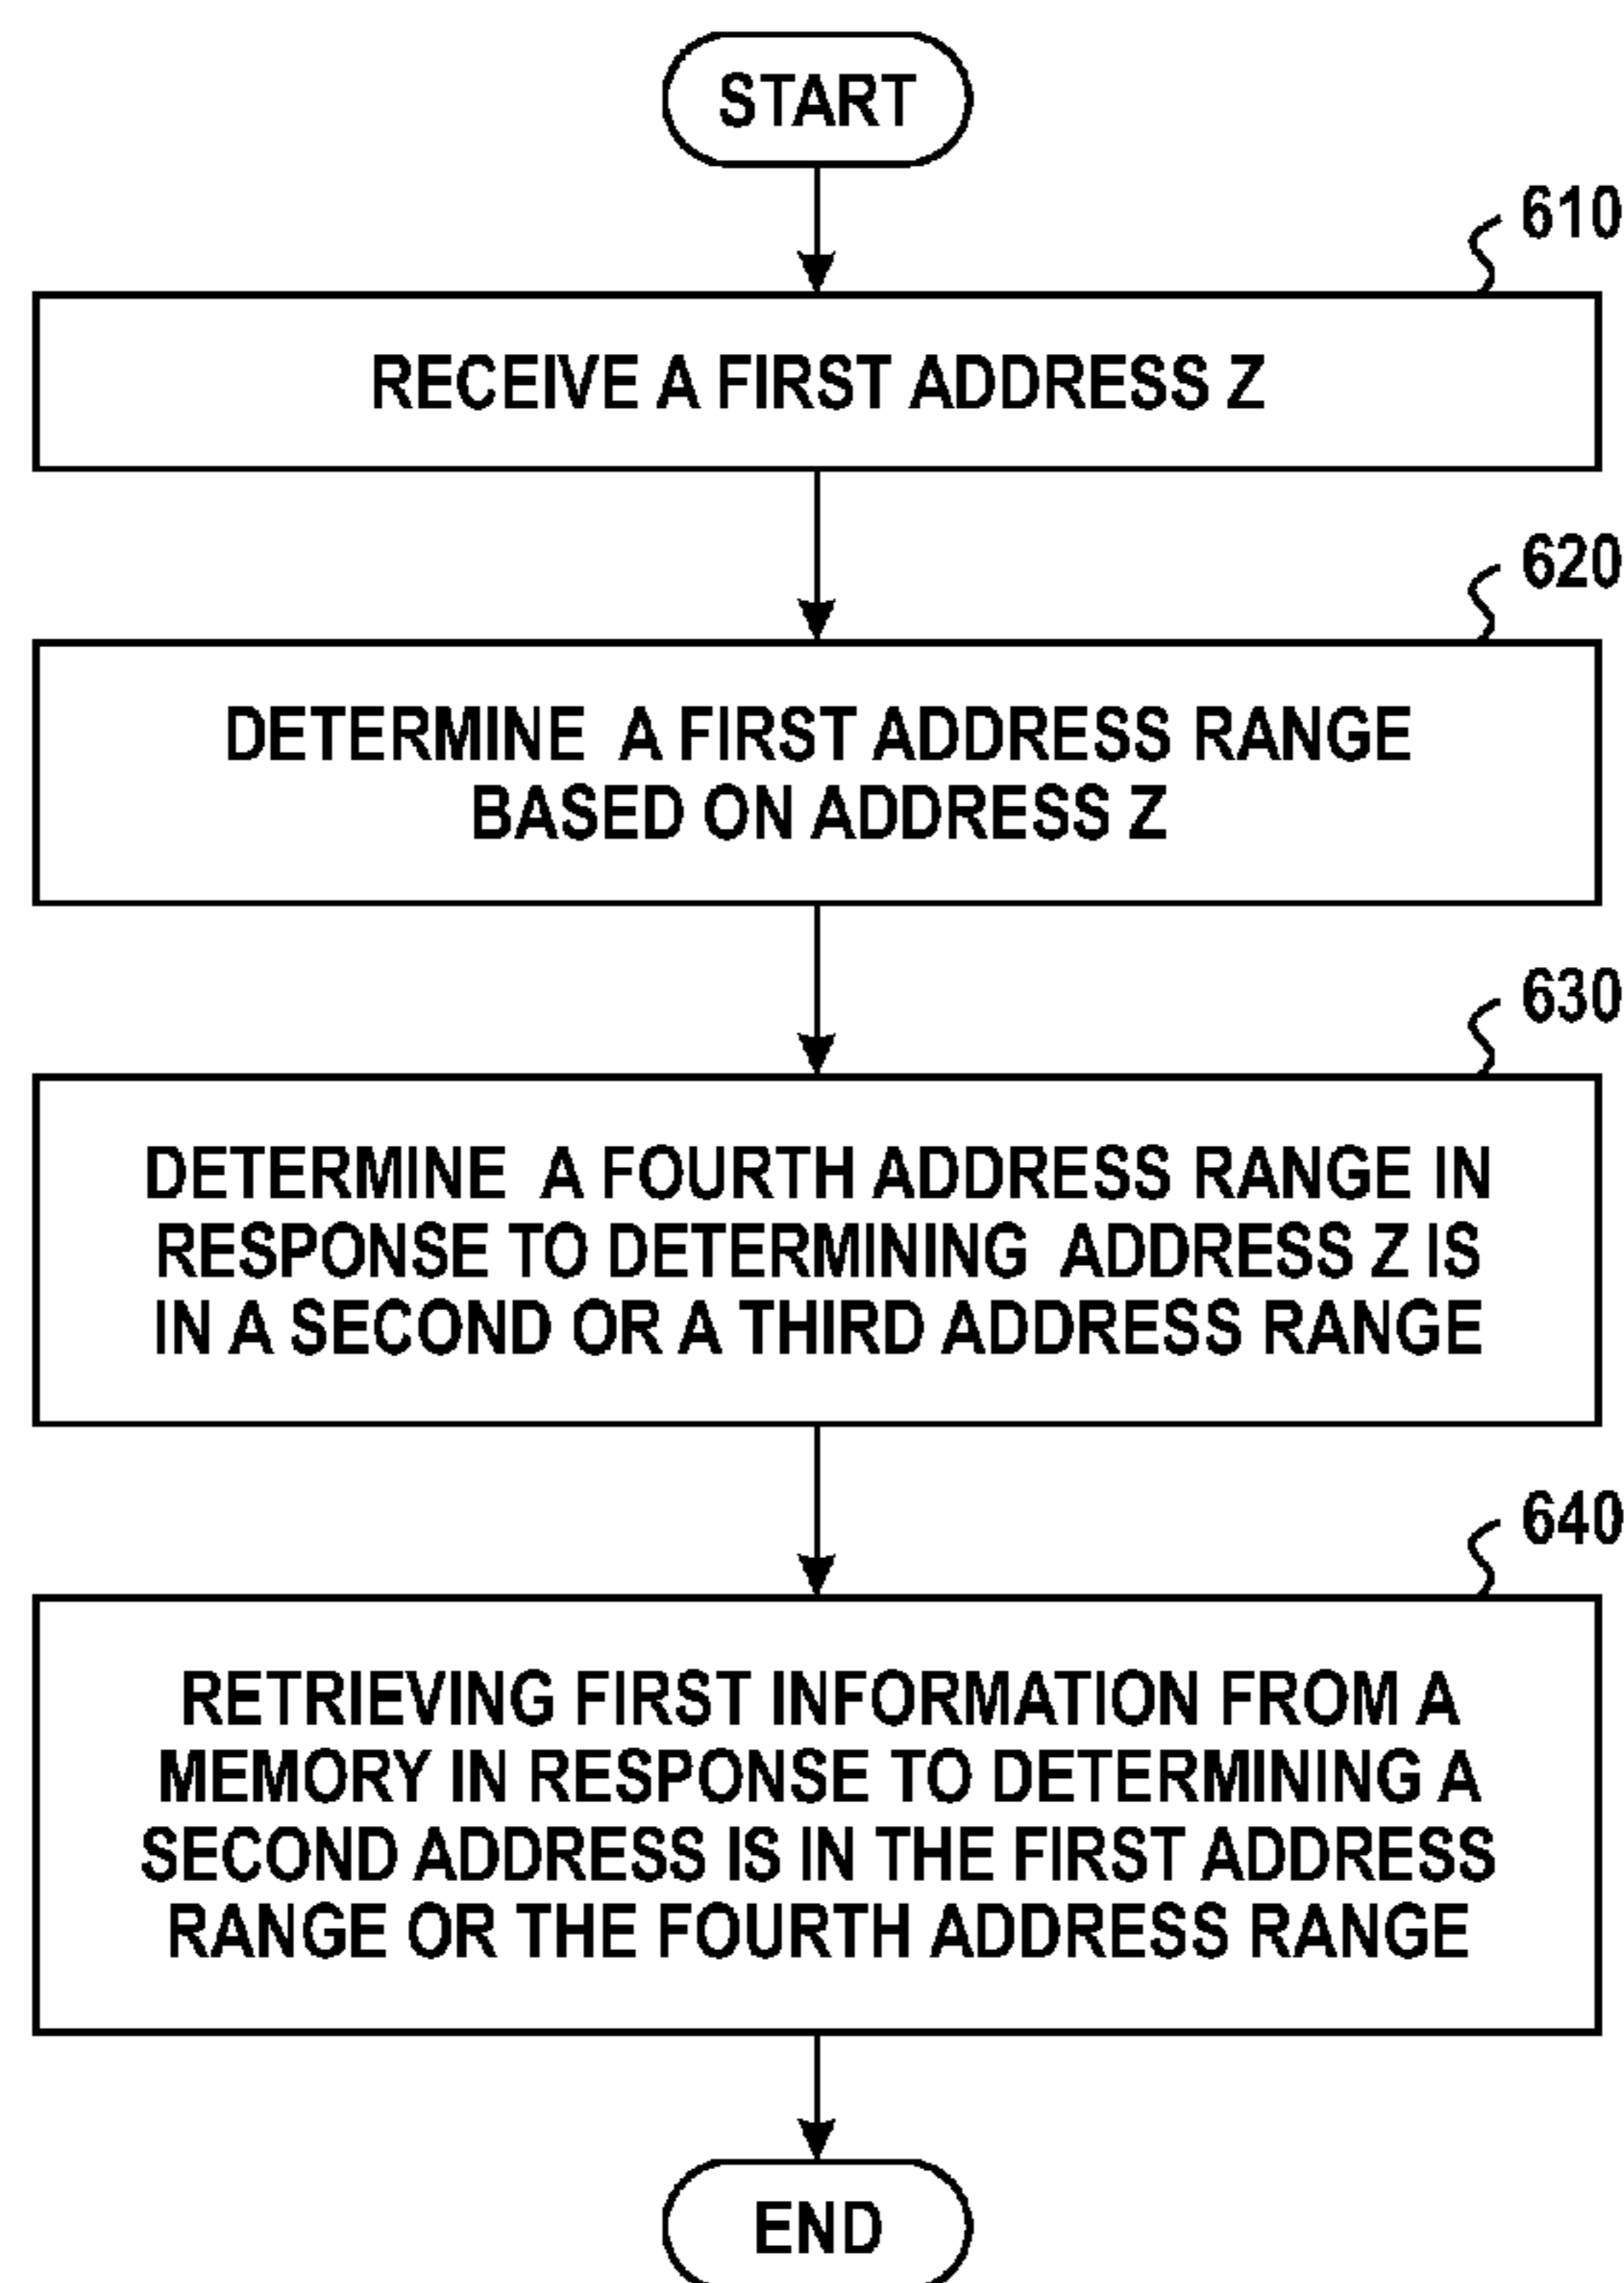 START
610
RECEIVE A FIRST ADDRESS Z
620
DETERMINE A FIRST ADDRESS RANGE
BASED ON ADDRESS Z
630
DETERMINE A FOURTH ADDRESS RANGE IN
RESPONSE TO DETERMINING ADDRESS Z IS
IN A SECOND OR A THIRD ADDRESS RANGE
640
RETRIEVING FIRST INFORMATION FROM A
MEMORY IN RESPONSE TO DETERMINING A
SECOND ADDRESS IS IN THE FIRST ADDRESS
RANGE OR THE FOURTH ADDRESS RANGE
END